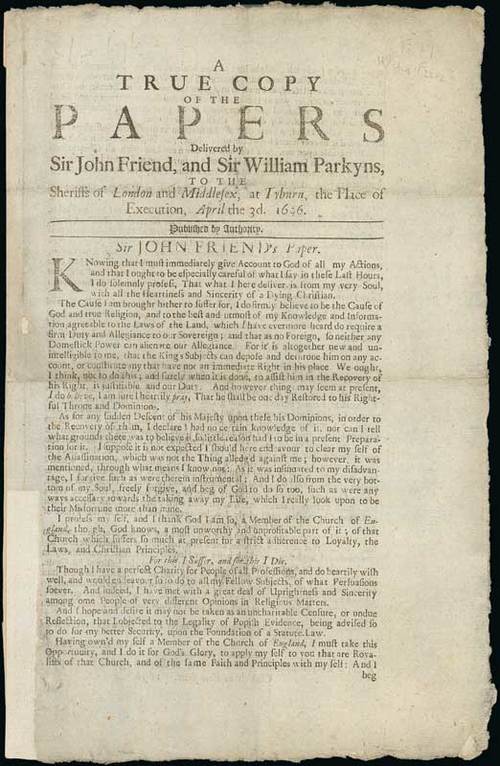 A
TRUE COPY
OF THE
PAPERS
Delivered by
Sir John Friend, and Sir William Parkyns,
TO THE
Sheriffs of London and Middlesex, at Tyburn, the Place of
Execution, April the 3d. 1696.
Published by Authority.
Sir JOHN FRIEND's Paper.
KNowing that I must immediately give Account to God of all my Actions,
and that I ought to be especially careful of what I say in these Last Hours,
I do solemnly profess, That what I here deliver is from my very Soul,
with all the Heartiness and Sincerity of a Dying Christian.
The Cause I am brought hither to suffer for, I do firmly believe to be the Cause of
God and true Religion, and to the best and utmost of my Knowledge and Informa-
tion agreeable to the Laws of the Land, which I have evermore heard do require a
firm Duty and Allegiance to our Sovereign; and that as no Foreign, so neither any
Domestick Power can alienate our Allegiance. For it is altogether new and un-
intelligible to me, that the King's Subjects can depose and dethrone him on any ac-
count, or constitute any that have not an immediate Right in his place. We ought,
I think, not to do this; and surely when it is done, to assist him in the Recovery of
his Right, is justifiable and our Duty. And however things may seem at present,
I do believe, I am sure I heartily pray, That he shall be one day Restored to his Right-
ful Throne and Dominions.
As for any sudden Descent of his Majesty upon these his Dominions, in order to
the Recovery of them, I declare I had no certain knowledge of it, nor can I tell
what grounds there was to believe it, so little reason had I to be in a present Prepara-
tion for it. I suppose it is not expected I should here endeavour to clear my self of
the Assassination, which was not the Thing alledged against me; however, it was
mentioned, through what means I know not: As it was insinuated to my disadvan-
tage, I forgive such as were therein instrumental; And I do also from the very bot-
tom of my Soul, freely forgive, and beg of God to do so too, such as were any
ways accessary towards the taking away my Life, which I really look upon to be
their Misfortune more than mine.
I profess my self, and I think God I am so, a Member of the Church of En-
gland, though, God knows, a most unworthy and unprofitable part of it; of that
Church which suffers so much at present for a strict adherence to Loyalty, the
Laws, and Christian Principles.
For this I Suffer, and for this I Die.
Though I have a perfect Charity for People of all Professions, and do heartily wish
well, and would endeavour so to do to all my Fellow Subjects, of what Perswasions
soever. And indeed, I have met with a great deal of Uprightness and Sincerity
among some People of very different Opinions in Religious Matters.
And I hope and desire it may not be taken as an uncharitable Censure, or undue
Reflection, that I objected to the Legality of Popish Evidence, being advised so
to do for my better Security, upon the Foundation of a Statute-Law.
Having own'd my self a Member of the Church of England, I must take this
Opportunity, and I do it for God's Glory, to apply my self to you that are Roya-
lists of that Church, and of the same Faith and Principles with my self: And I
beg